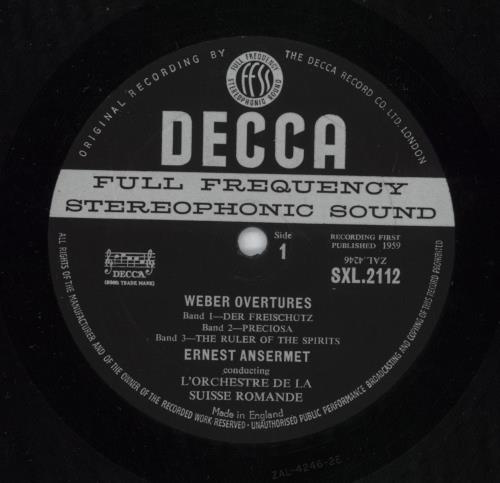 ORIGINAL RECORDING BY THE DECCA RECORD CO. LTD. LONDON
FULL FREQUENCY
ffss
STEREOPHONIC SOUND
DECCA
FULL FREQUENCY
STEREOPHONIC SOUND
Side
1
RECORDING FIRST
PUBLISHED 1959
ZAL.4246
SXL.2112
DECCA
(REGD. TRADE MARK)
WEBER OVERTURES
Band 1—DER FREISCHUTZ
Band 2—PRECIOSA
Band 3—THE RULER OF THE SPIRITS
ERNEST ANSERMET
conducting
L'ORCHESTRE DE LA
SUISSE ROMANDE
Made in England
ALL RIGHTS OF THE MANUFACTURER AND OF THE OWNER OF THE RECORDED WORK RESERVED · UNAUTHORISED PUBLIC PERFORMANCE BROADCASTING AND COPYING OF THIS RECORD PROHIBITED
ZAL-4246-2E